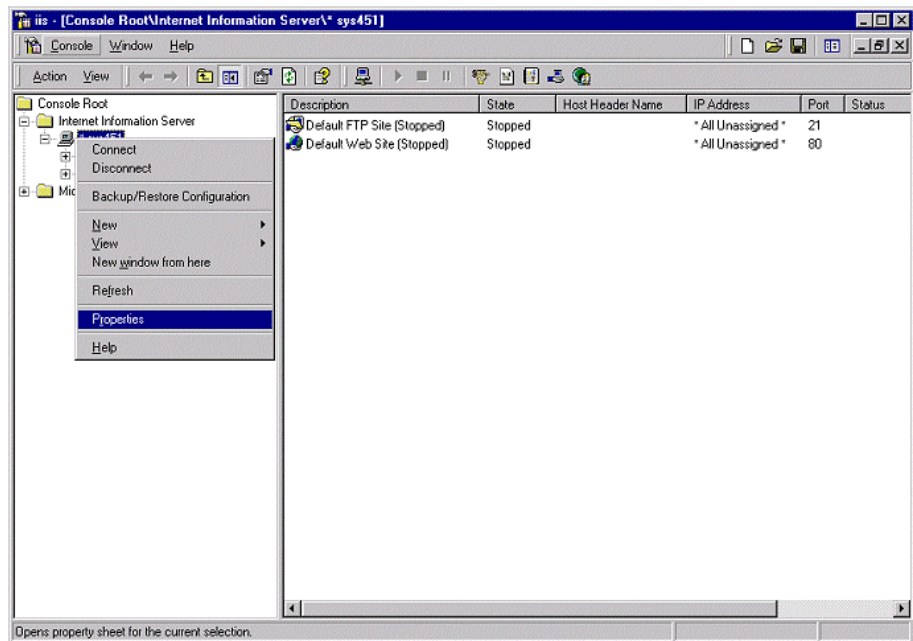 iis - [Console Root\Internet Information Server\* sys451]
Console Window Help
Action View
Console Root
Internet Information Server
Mic
Connect
Disconnect
Backup/Restore Configuration
New
View
New window from here
Refresh
Properties
Help
Description State Host Header Name IP Address Port Status
Default FTP Site (Stopped) Stopped * All Unassigned * 21
Default Web Site (Stopped) Stopped * All Unassigned * 80
Opens property sheet for the current selection.